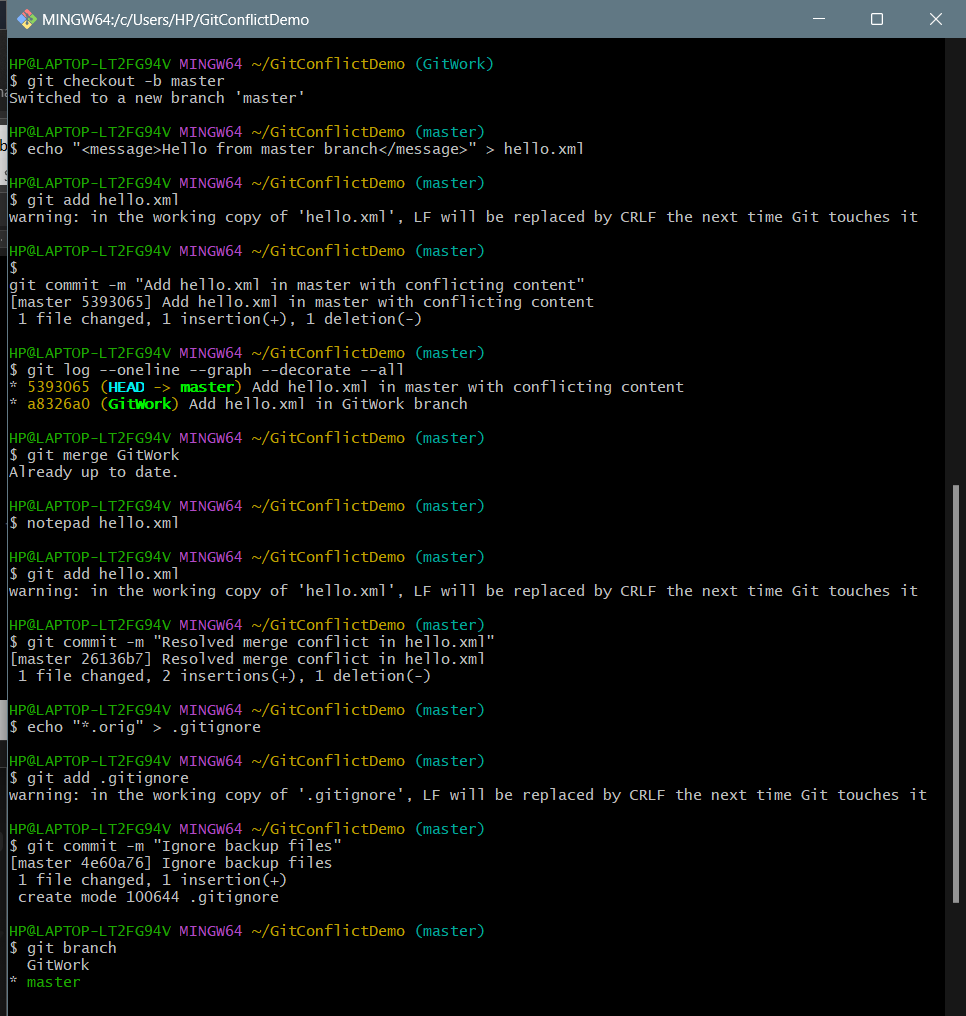 MINGW64:/c/Users/HP/GitConflictDemo
HP@LAPTOP-LT2FG94V MINGW64 ~/GitConflictDemo (GitWork)
$ git checkout -b master
Switched to a new branch 'master'
HP@LAPTOP-LT2FG94V MINGW64 ~/GitConflictDemo (master)
$ echo "<message>Hello from master branch</message>" > hello.xml
HP@LAPTOP-LT2FG94V MINGW64 ~/GitConflictDemo (master)
$ git add hello.xml
warning: in the working copy of 'hello.xml', LF will be replaced by CRLF the next time Git touches it
HP@LAPTOP-LT2FG94V MINGW64 ~/GitConflictDemo (master)
$
git commit -m "Add hello.xml in master with conflicting content"
[master 5393065] Add hello.xml in master with conflicting content
 1 file changed, 1 insertion(+), 1 deletion(-)
HP@LAPTOP-LT2FG94V MINGW64 ~/GitConflictDemo (master)
$ git log --oneline --graph --decorate --all
* 5393065 (HEAD -> master) Add hello.xml in master with conflicting content
* a8326a0 (GitWork) Add hello.xml in GitWork branch
HP@LAPTOP-LT2FG94V MINGW64 ~/GitConflictDemo (master)
$ git merge GitWork
Already up to date.
HP@LAPTOP-LT2FG94V MINGW64 ~/GitConflictDemo (master)
$ notepad hello.xml
HP@LAPTOP-LT2FG94V MINGW64 ~/GitConflictDemo (master)
$ git add hello.xml
warning: in the working copy of 'hello.xml', LF will be replaced by CRLF the next time Git touches it
HP@LAPTOP-LT2FG94V MINGW64 ~/GitConflictDemo (master)
$ git commit -m "Resolved merge conflict in hello.xml"
[master 26136b7] Resolved merge conflict in hello.xml
 1 file changed, 2 insertions(+), 1 deletion(-)
HP@LAPTOP-LT2FG94V MINGW64 ~/GitConflictDemo (master)
$ echo "*.orig" > .gitignore
HP@LAPTOP-LT2FG94V MINGW64 ~/GitConflictDemo (master)
$ git add .gitignore
warning: in the working copy of '.gitignore', LF will be replaced by CRLF the next time Git touches it
HP@LAPTOP-LT2FG94V MINGW64 ~/GitConflictDemo (master)
$ git commit -m "Ignore backup files"
[master 4e60a76] Ignore backup files
 1 file changed, 1 insertion(+)
 create mode 100644 .gitignore
HP@LAPTOP-LT2FG94V MINGW64 ~/GitConflictDemo (master)
$ git branch
  GitWork
* master